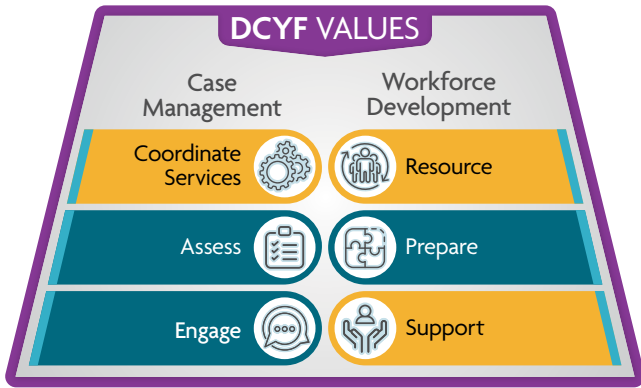 DCYF VALUES
Case
Management
Workforce
Development
Coordinate
Services
Resource
Assess
Prepare
Engage
Support